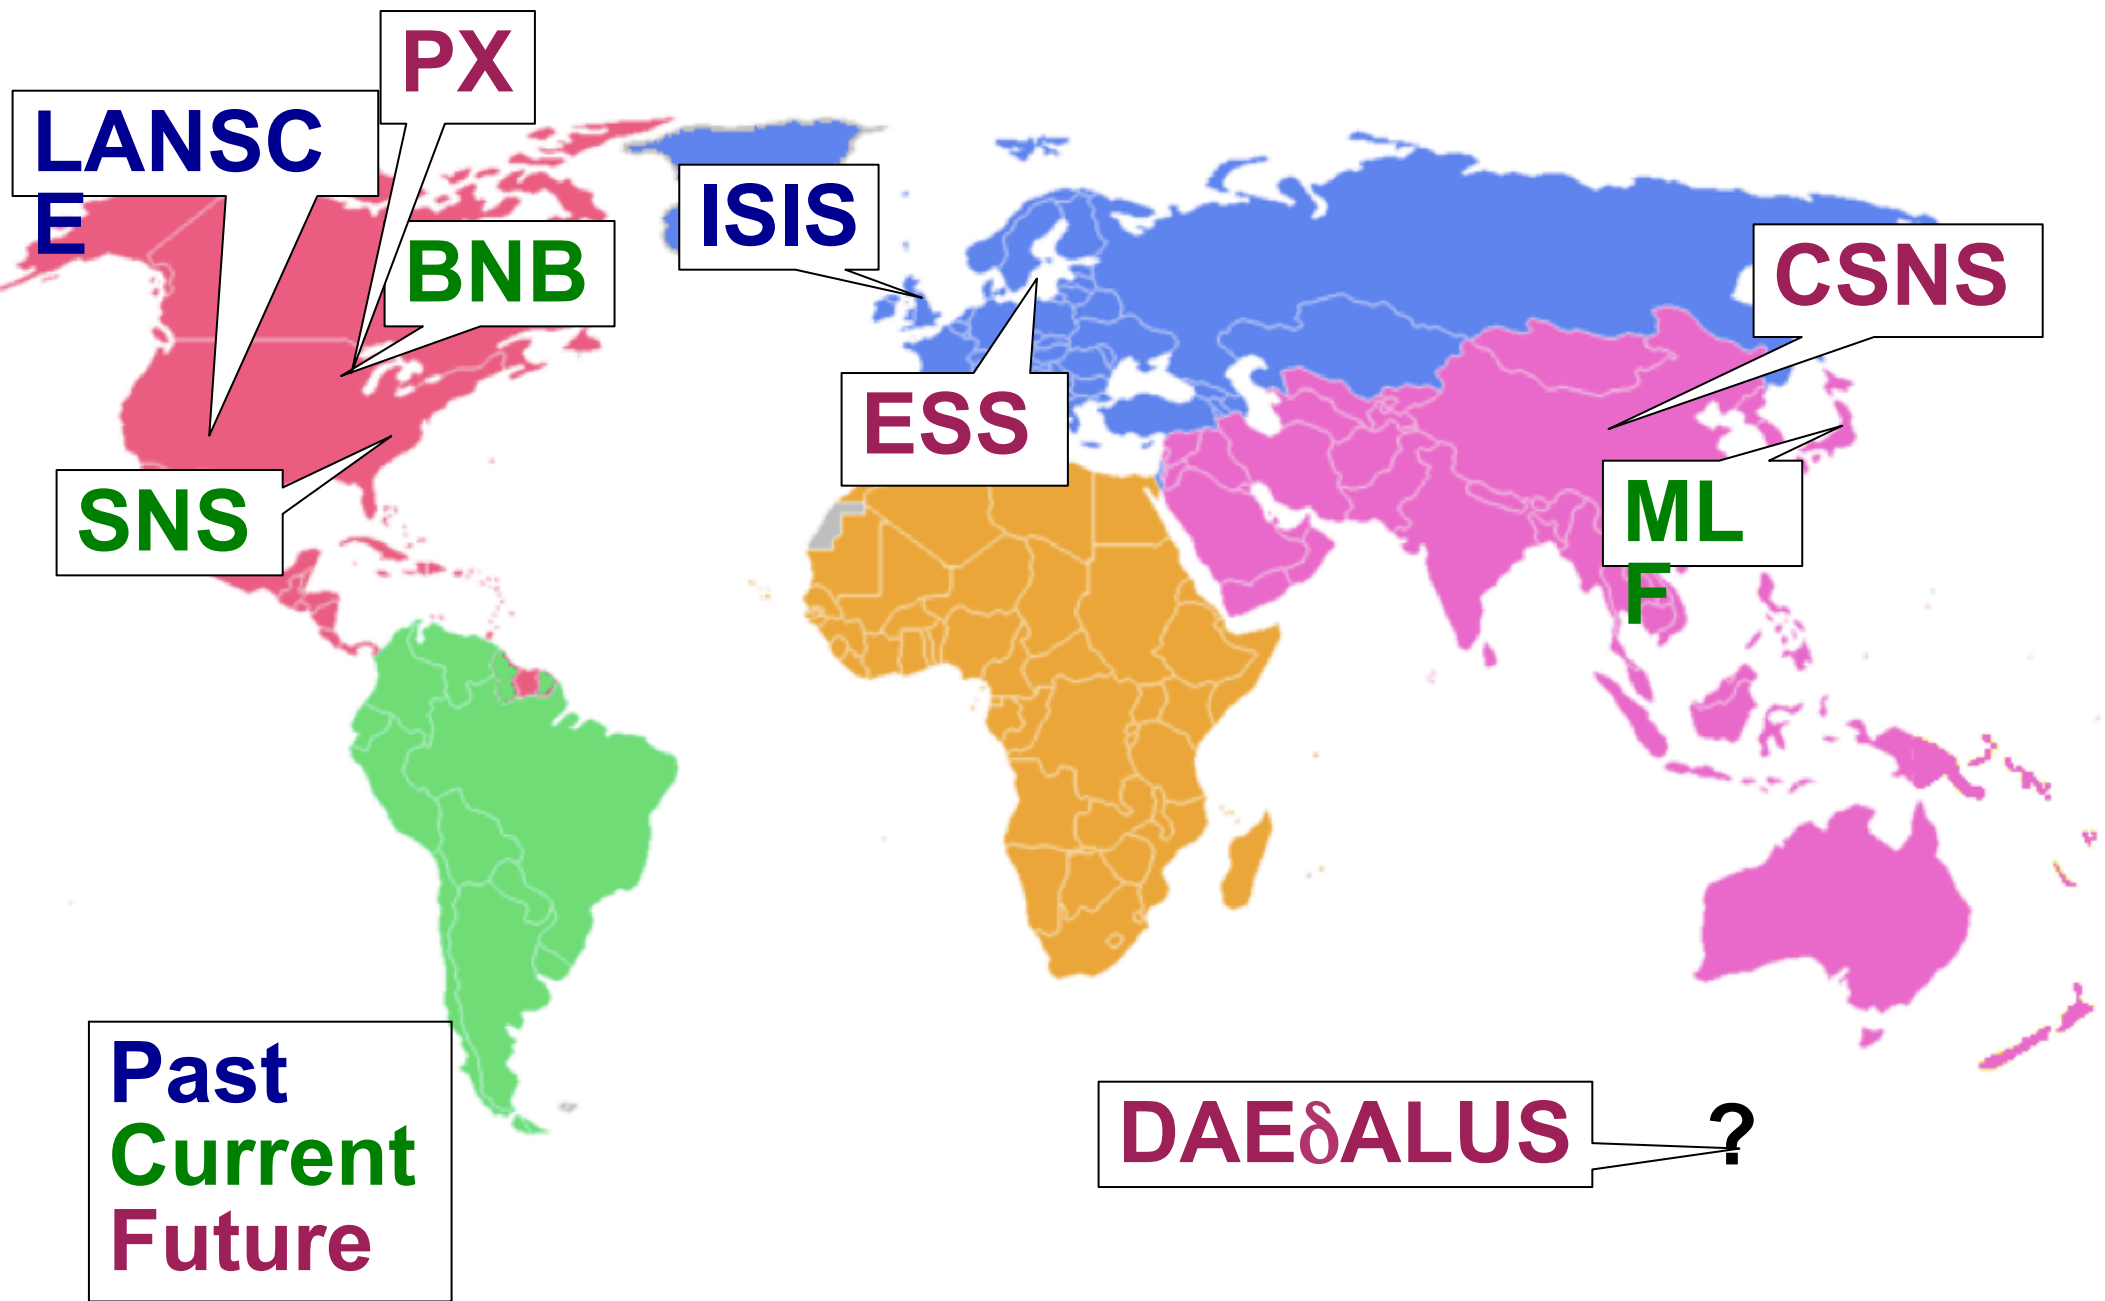 PX
LANSC
E
ISIS
BNB
CSNS
ESS
SNS
ML
F
Past
Current
Future
DAEδALUS
?